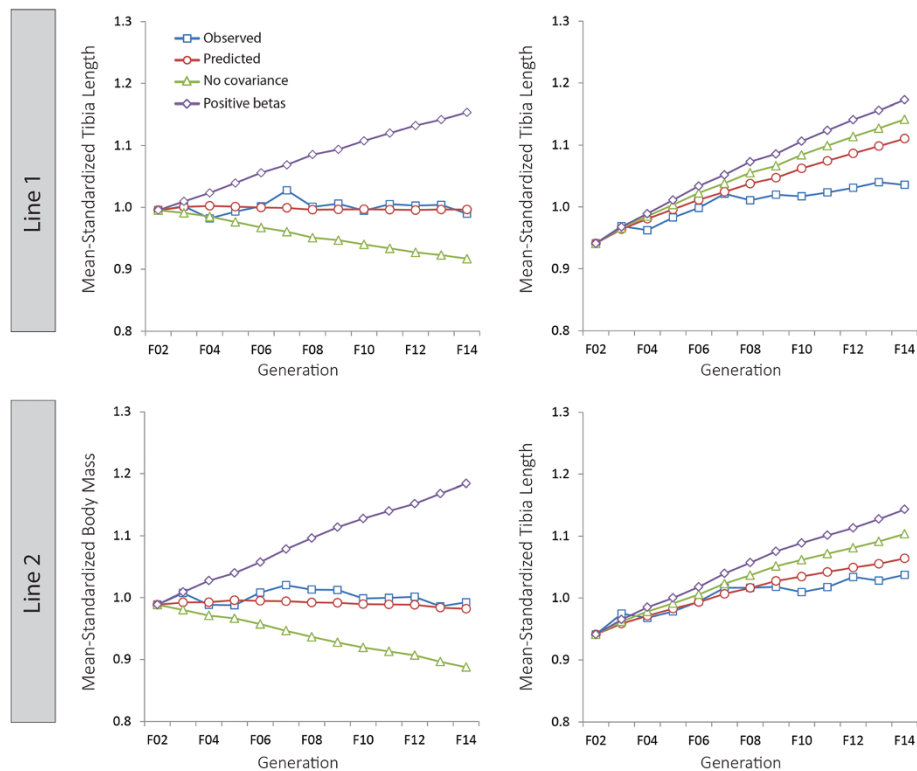 Line 1
Mean-Standardized Tibia Length
1.3
1.2
1.1
1.0
0.9
0.8
Observed
Predicted
No covariance
Positive betas
F02 F04 F06 F08 F10 F12 F14
Generation
Mean-Standardized Tibia Length
1.3
1.2
1.1
1.0
0.9
0.8
F02 F04 F06 F08 F10 F12 F14
Generation
Line 2
Mean-Standardized Body Mass
1.3
1.2
1.1
1.0
0.9
0.8
F02 F04 F06 F08 F10 F12 F14
Generation
Mean-Standardized Tibia Length
1.3
1.2
1.1
1.0
0.9
0.8
F02 F04 F06 F08 F10 F12 F14
Generation